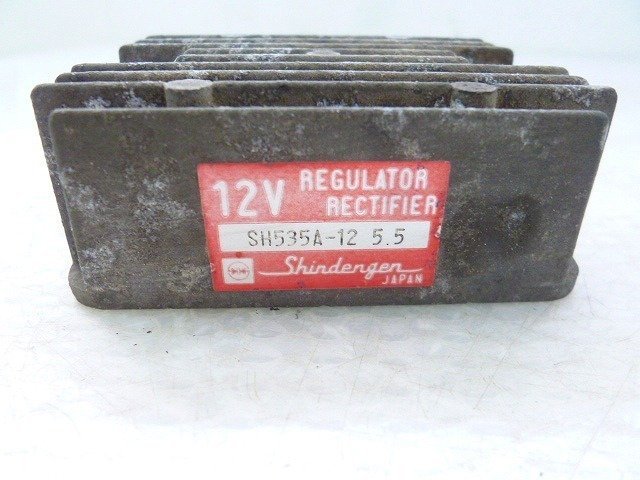 12V REGULATOR
RECTIFIER
SH535A-12 5.5
Shindengen
JAPAN